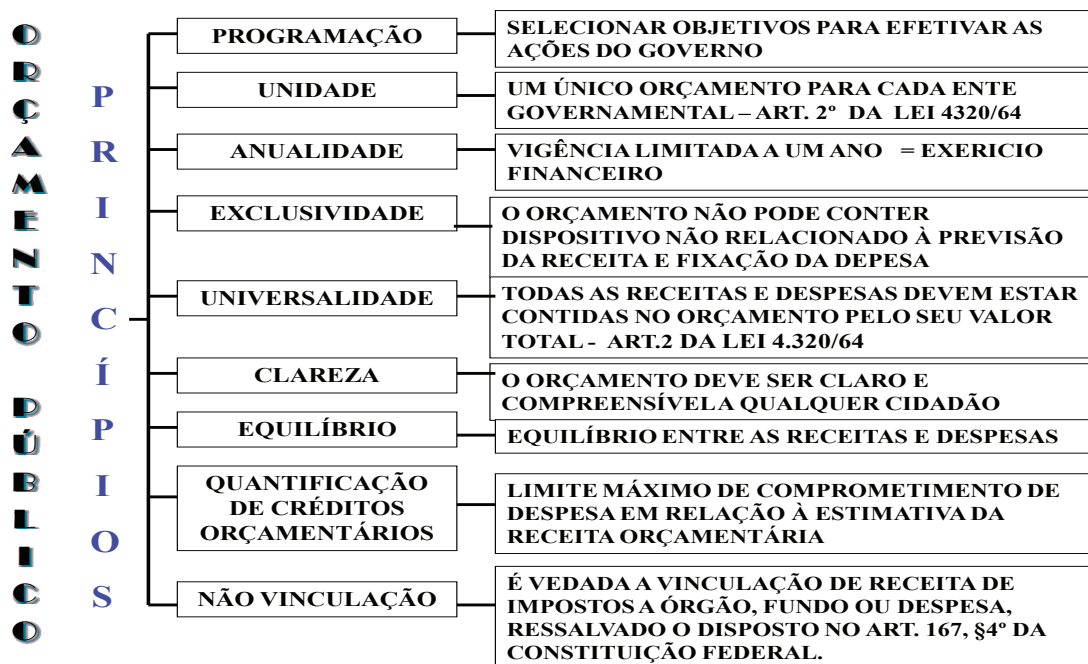 ORÇAMENTO PÚBLICO
PRINCÍPIOS
PROGRAMAÇÃO
SELECIONAR OBJETIVOS PARA EFETIVAR AS
AÇÕES DO GOVERNO
UNIDADE
UM ÚNICO ORÇAMENTO PARA CADA ENTE
GOVERNAMENTAL – ART. 2º DA LEI 4320/64
ANUALIDADE
VIGÊNCIA LIMITADA A UM ANO = EXERICIO
FINANCEIRO
EXCLUSIVIDADE
O ORÇAMENTO NÃO PODE CONTER
DISPOSITIVO NÃO RELACIONADO À PREVISÃO
DA RECEITA E FIXAÇÃO DA DEPESA
UNIVERSALIDADE
TODAS AS RECEITAS E DESPESAS DEVEM ESTAR
CONTIDAS NO ORÇAMENTO PELO SEU VALOR
TOTAL - ART.2 DA LEI 4.320/64
CLAREZA
O ORÇAMENTO DEVE SER CLARO E
COMPREENSÍVELA QUALQUER CIDADÃO
EQUILÍBRIO
EQUILÍBRIO ENTRE AS RECEITAS E DESPESAS
QUANTIFICAÇÃO
DE CRÉDITOS
ORÇAMENTÁRIOS
LIMITE MÁXIMO DE COMPROMETIMENTO DE
DESPESA EM RELAÇÃO À ESTIMATIVA DA
RECEITA ORÇAMENTÁRIA
NÃO VINCULAÇÃO
É VEDADA A VINCULAÇÃO DE RECEITA DE
IMPOSTOS A ÓRGÃO, FUNDO OU DESPESA,
RESSALVADO O DISPOSTO NO ART. 167, §4º DA
CONSTITUIÇÃO FEDERAL.